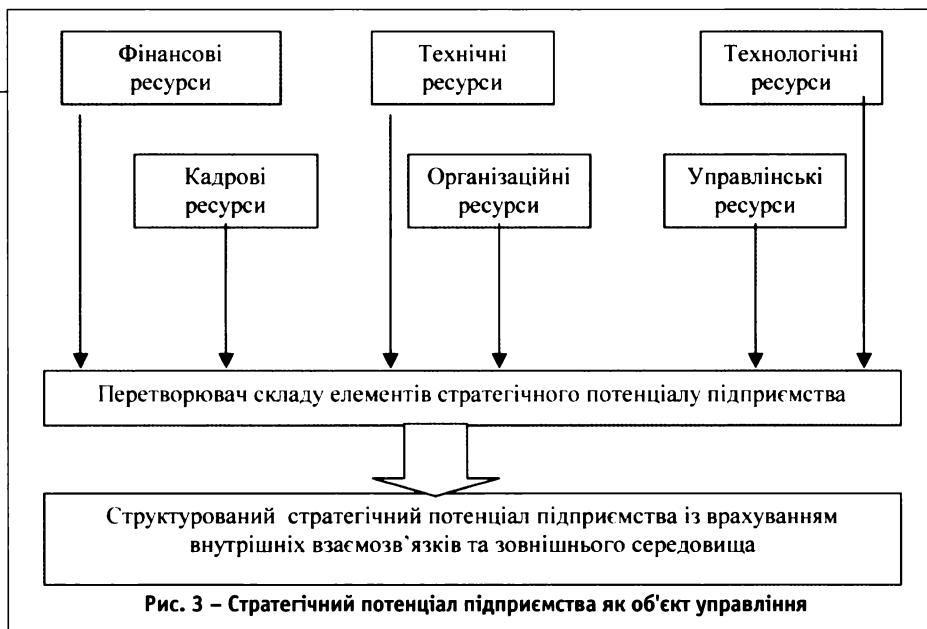 Фінансові
ресурси
Технічні
ресурси
Технологічні
ресурси
Кадрові
ресурси
Організаційні
ресурси
Управлінські
ресурси
Перетворювач складу елементів стратегічного потенціалу підприємства
Структурований стратегічний потенціал підприємства із врахуванням
внутрішніх взаємозв`язків та зовнішнього середовища
Рис. 3 – Стратегічний потенціал підприємства як об'єкт управління